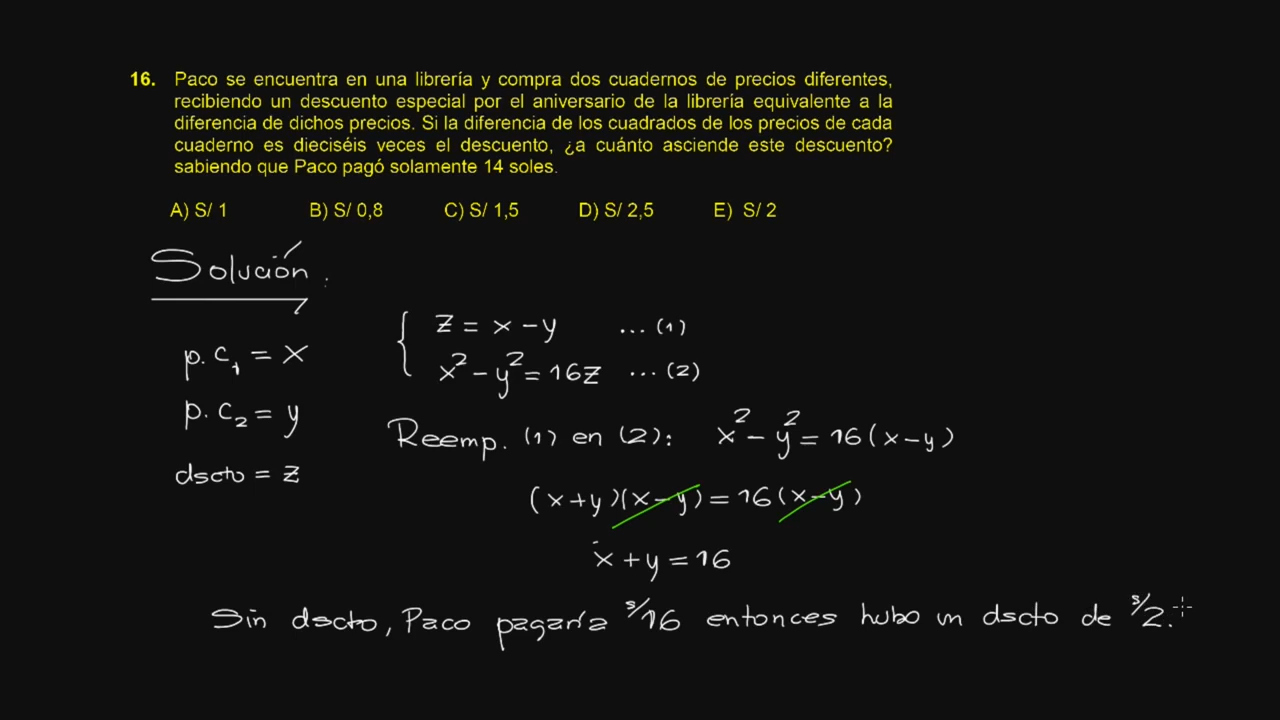 16. Paco se encuentra en una librería y compra dos cuadernos de precios diferentes,
recibiendo un descuento especial por el aniversario de la librería equivalente a la
diferencia de dichos precios. Si la diferencia de los cuadrados de los precios de cada
cuaderno es dieciséis veces el descuento, ¿a cuánto asciende este descuento?
sabiendo que Paco pagó solamente 14 soles.
A) S/ 1 B) S/ 0,8 C) S/ 1,5 D) S/ 2,5 E) S/ 2
Solución:
p. c₁ = x
p. c₂ = y
dscto = z
z = x - y ... (1)
x² - y² = 16z ... (2)
Reemp. (1) en (2): x² - y² = 16(x-y)
(x+y)(x-y) = 16(x-y)
x + y = 16
Sin dscto, Paco pagaría s/16 entonces hubo un dscto de s/2.